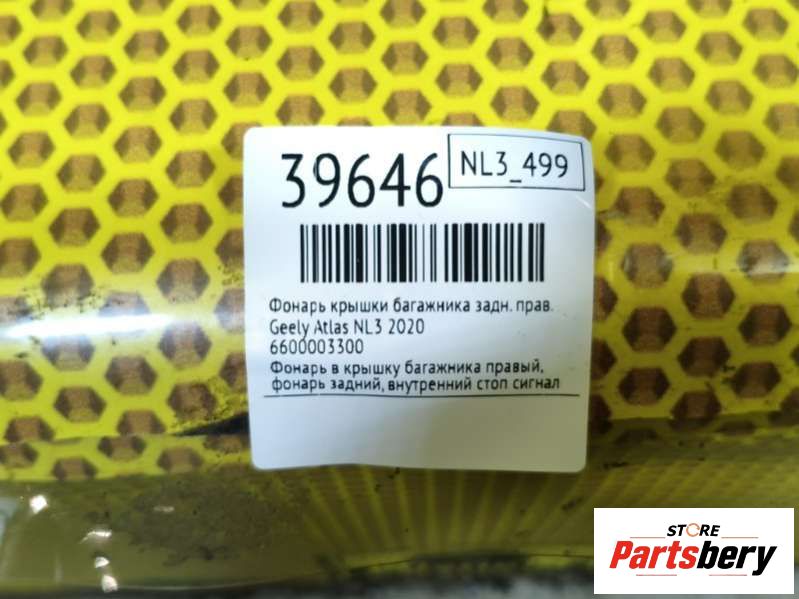 39646
NL3_499
Фонарь крышки багажника задн. прав.
Geely Atlas NL3 2020
6600003300
Фонарь в крышку багажника правый,
фонарь задний, внутренний стоп сигнал
STORE
Partsbery